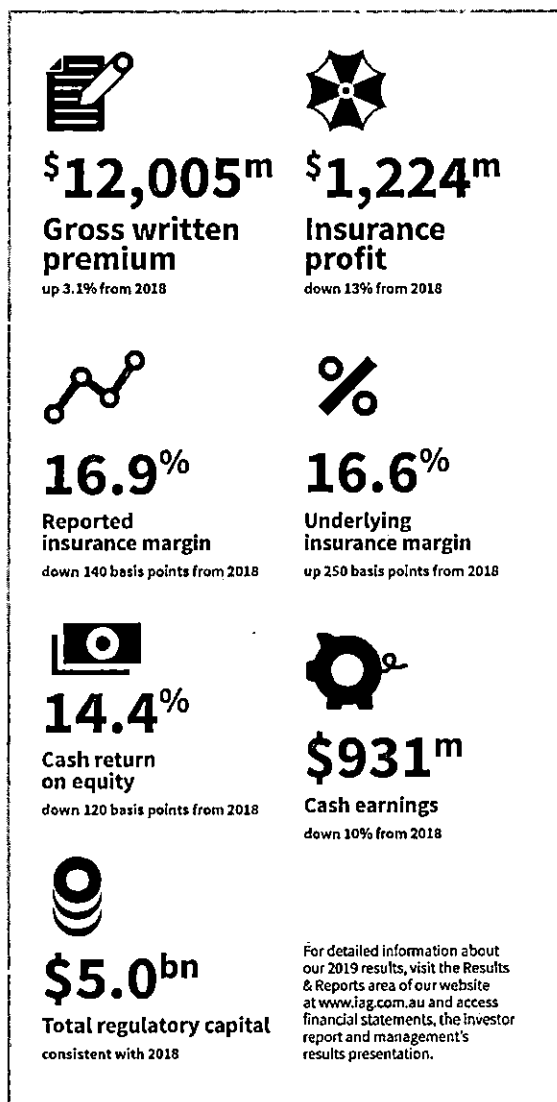 $12,005m
Gross written
premium
up 3.1% from 2018
$1,224m
Insurance
profit
down 13% from 2018
16.9%
Reported
insurance margin
down 140 basis points from 2018
16.6%
Underlying
insurance margin
up 250 basis points from 2018
14.4%
Cash return
on equity
down 120 basis points from 2018
$931m
Cash earnings
down 10% from 2018
$5.0bn
Total regulatory capital
consistent with 2018
For detailed information about
our 2019 results, visit the Results
& Reports area of our website
at www.iag.com.au and access
financial statements, the investor
report and management's
results presentation.